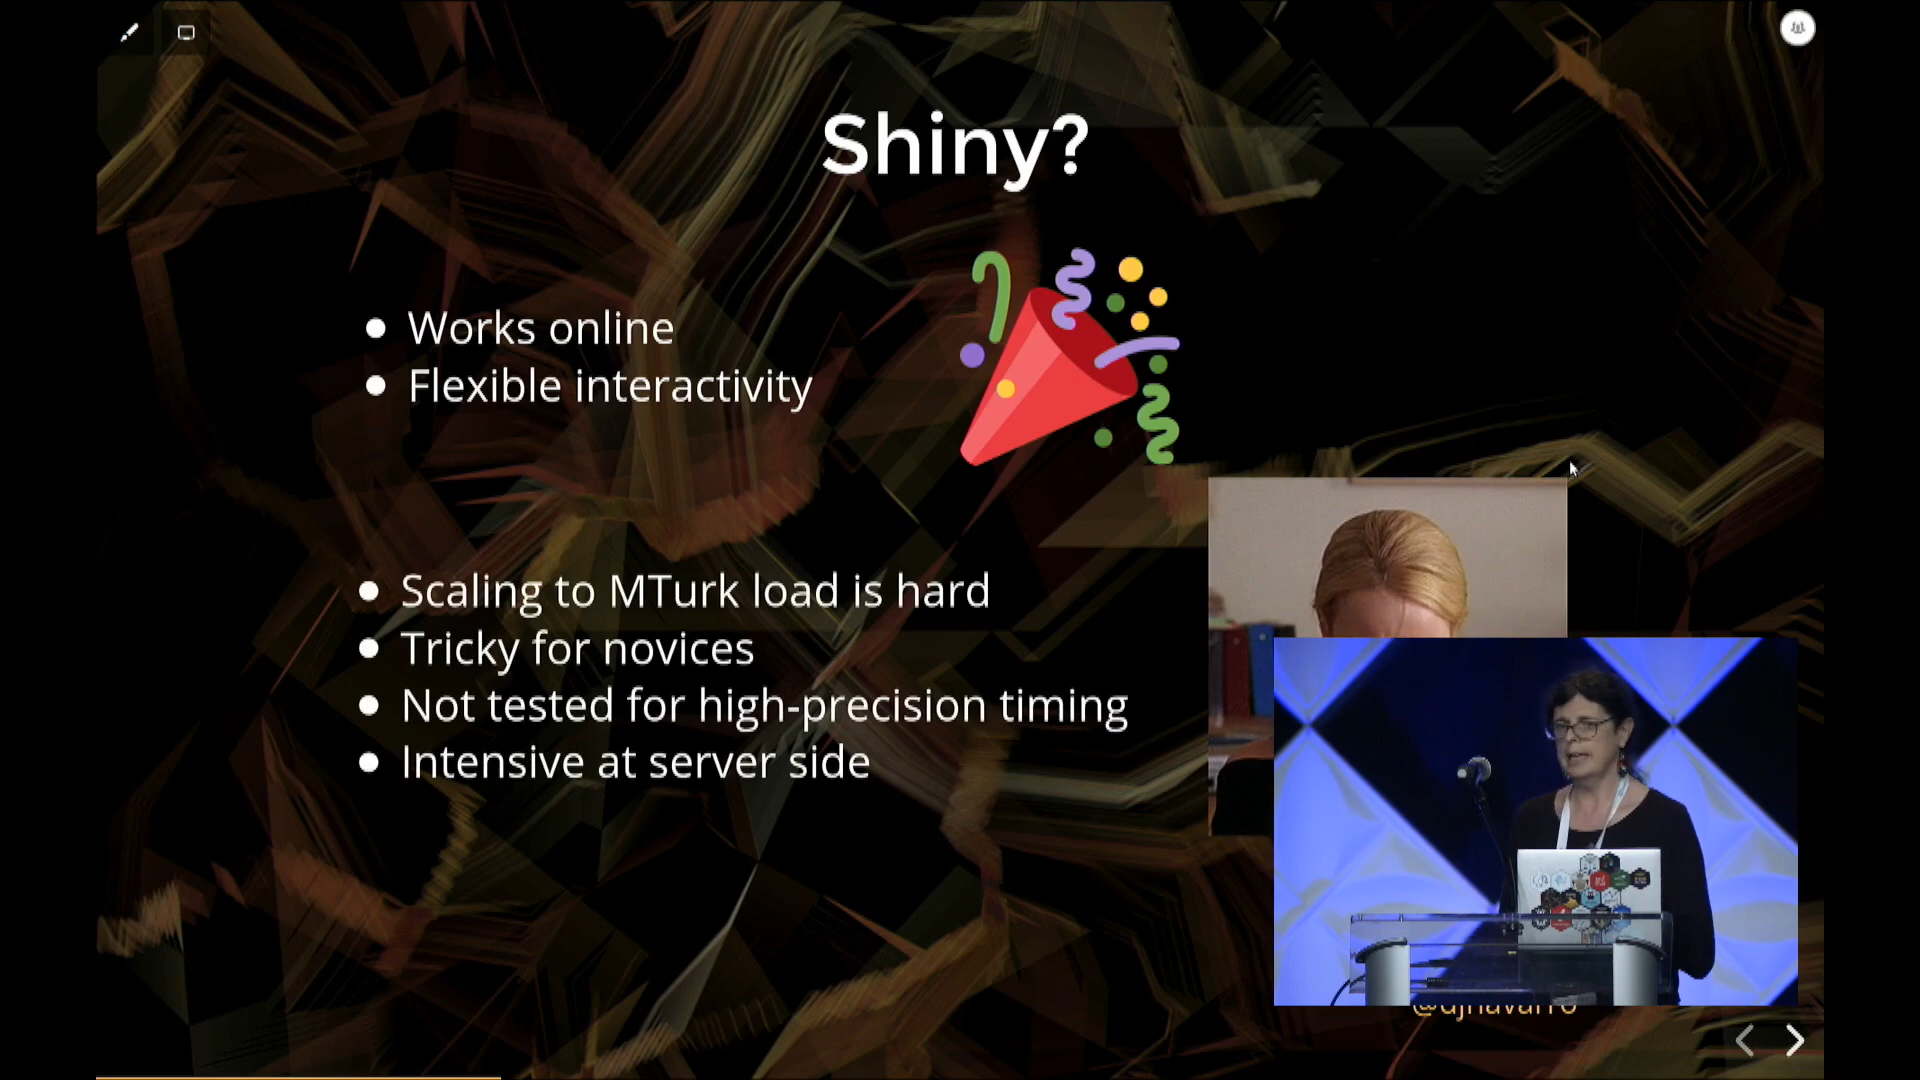 Shiny?
Works online
Flexible interactivity
Scaling to MTurk load is hard
Tricky for novices
Not tested for high-precision timing
Intensive at server side
@djnavarro